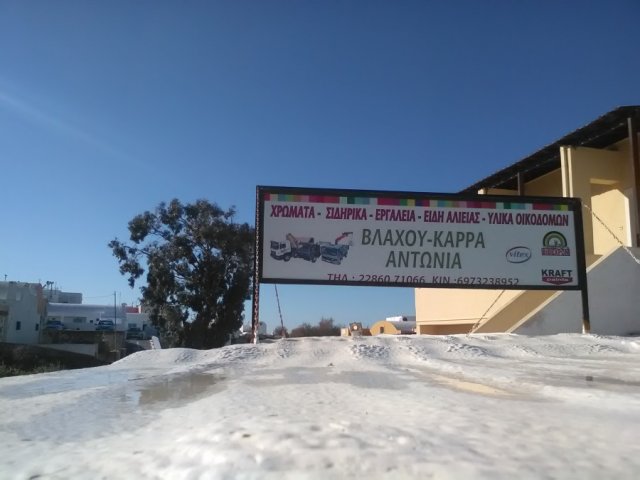 ΧΡΩΜΑΤΑ - ΣΙΔΗΡΙΚΑ - ΕΡΓΑΛΕΙΑ - ΕΙΔΗ ΑΛΙΕΙΑΣ - ΥΛΙΚΑ ΟΙΚΟΔΟΜΩΝ
ΒΛΑΧΟΥ-ΚΑΡΡΑ
ΑΝΤΩΝΙΑ
ΤΗΛ : 22860 71066 ΚΙΝ :6973238952
vitex
KRAFT